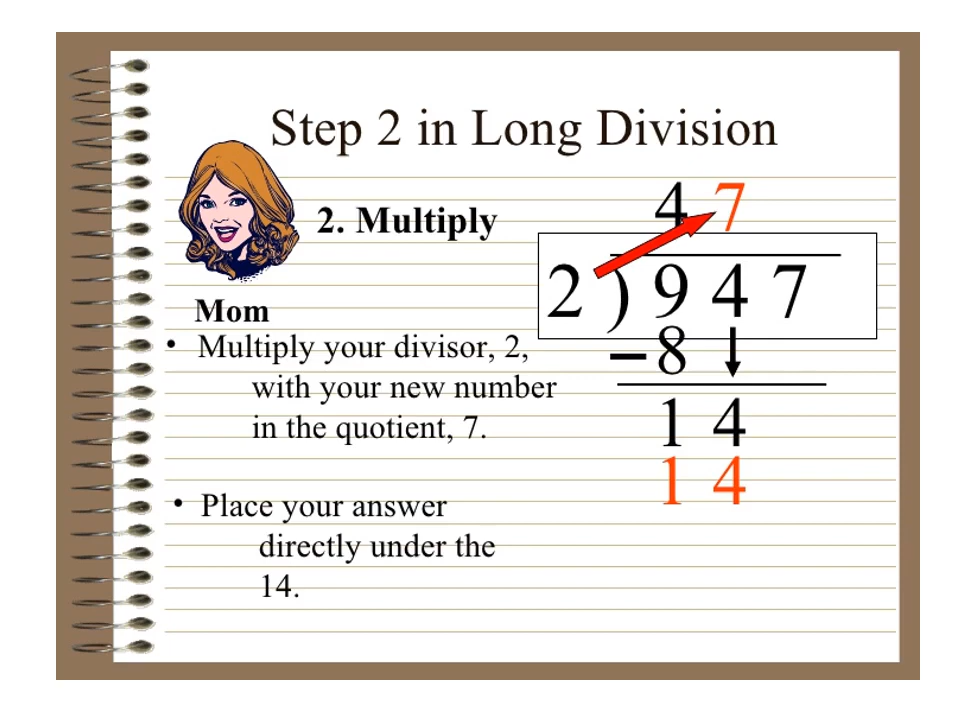 Step 2 in Long Division
2. Multiply
Mom
• Multiply your divisor, 2,
with your new number
in the quotient, 7.
• Place your answer
directly under the
14.
4 7
2 ) 9 4 7
– 8
1 4
1 4